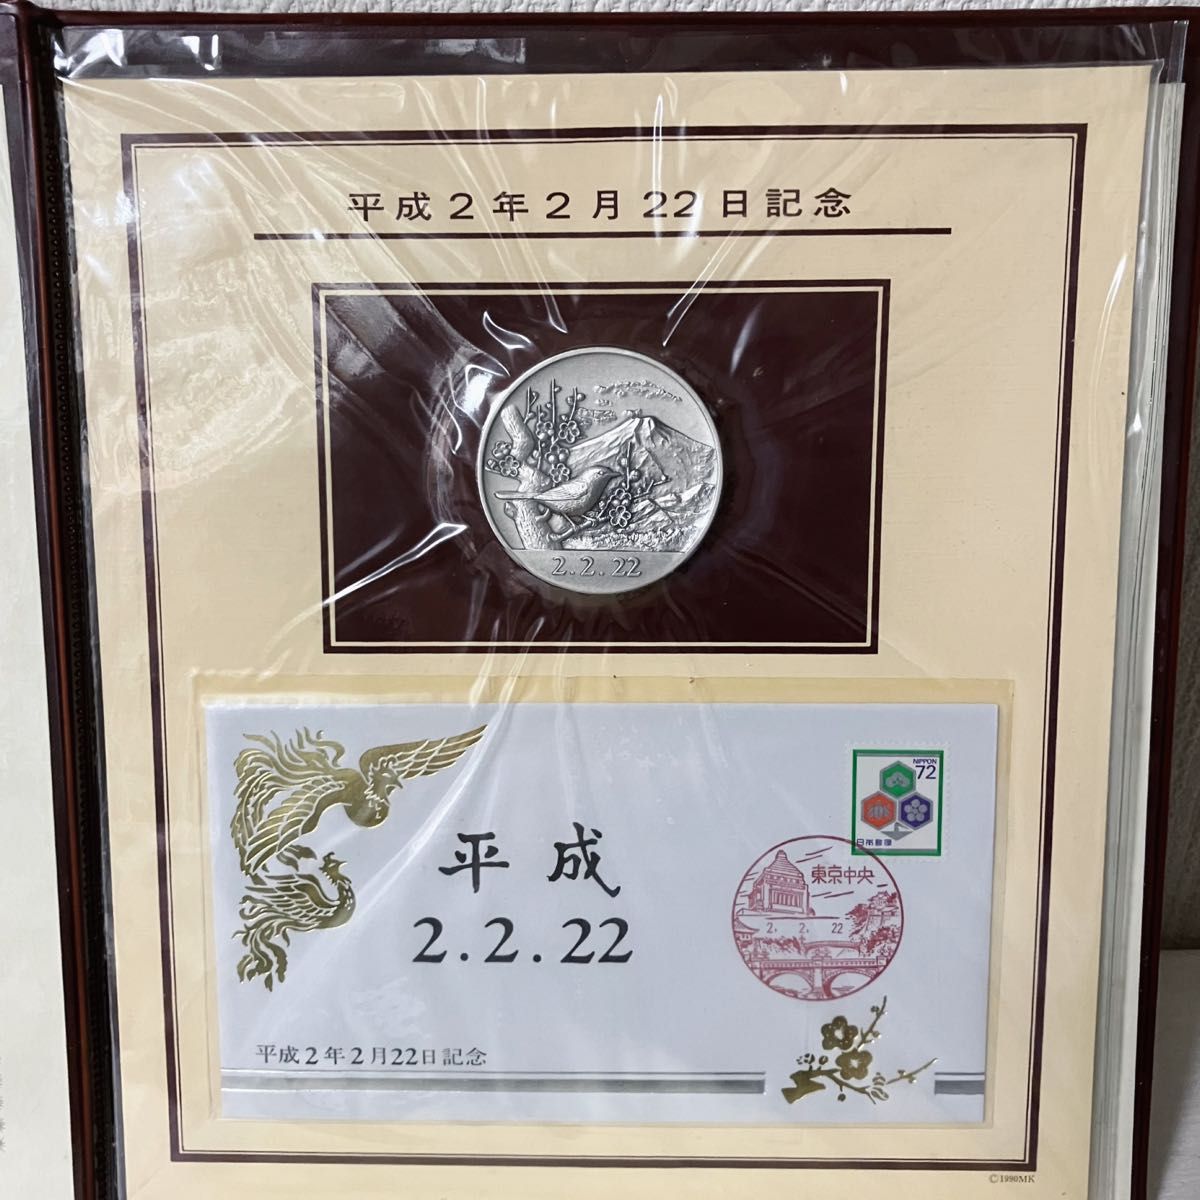 平成2年2月22日記念
2.2.22
NIPPON
72
日本郵便
東京中央
2. 2. 22
平成
2.2.22
平成2年2月22日記念
©1990MK